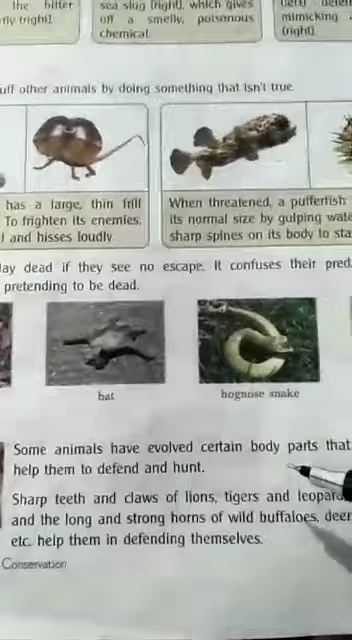 the bitter
fly (right).
sea slug (right), which gives
off a smelly, poisonous
chemical.
mimicking
(right).
uff other animals by doing something that isn't true.
has a large, thin frill
To frighten its enemies,
and hisses loudly.
When threatened, a pufferfish
its normal size by gulping wate
sharp spines on its body to sta
lay dead if they see no escape. It confuses their pred
pretending to be dead.
bat
hognose snake
Some animals have evolved certain body parts that
help them to defend and hunt.
Sharp teeth and claws of lions, tigers and leopard
and the long and strong horns of wild buffaloes, deer
etc. help them in defending themselves.
Conservation